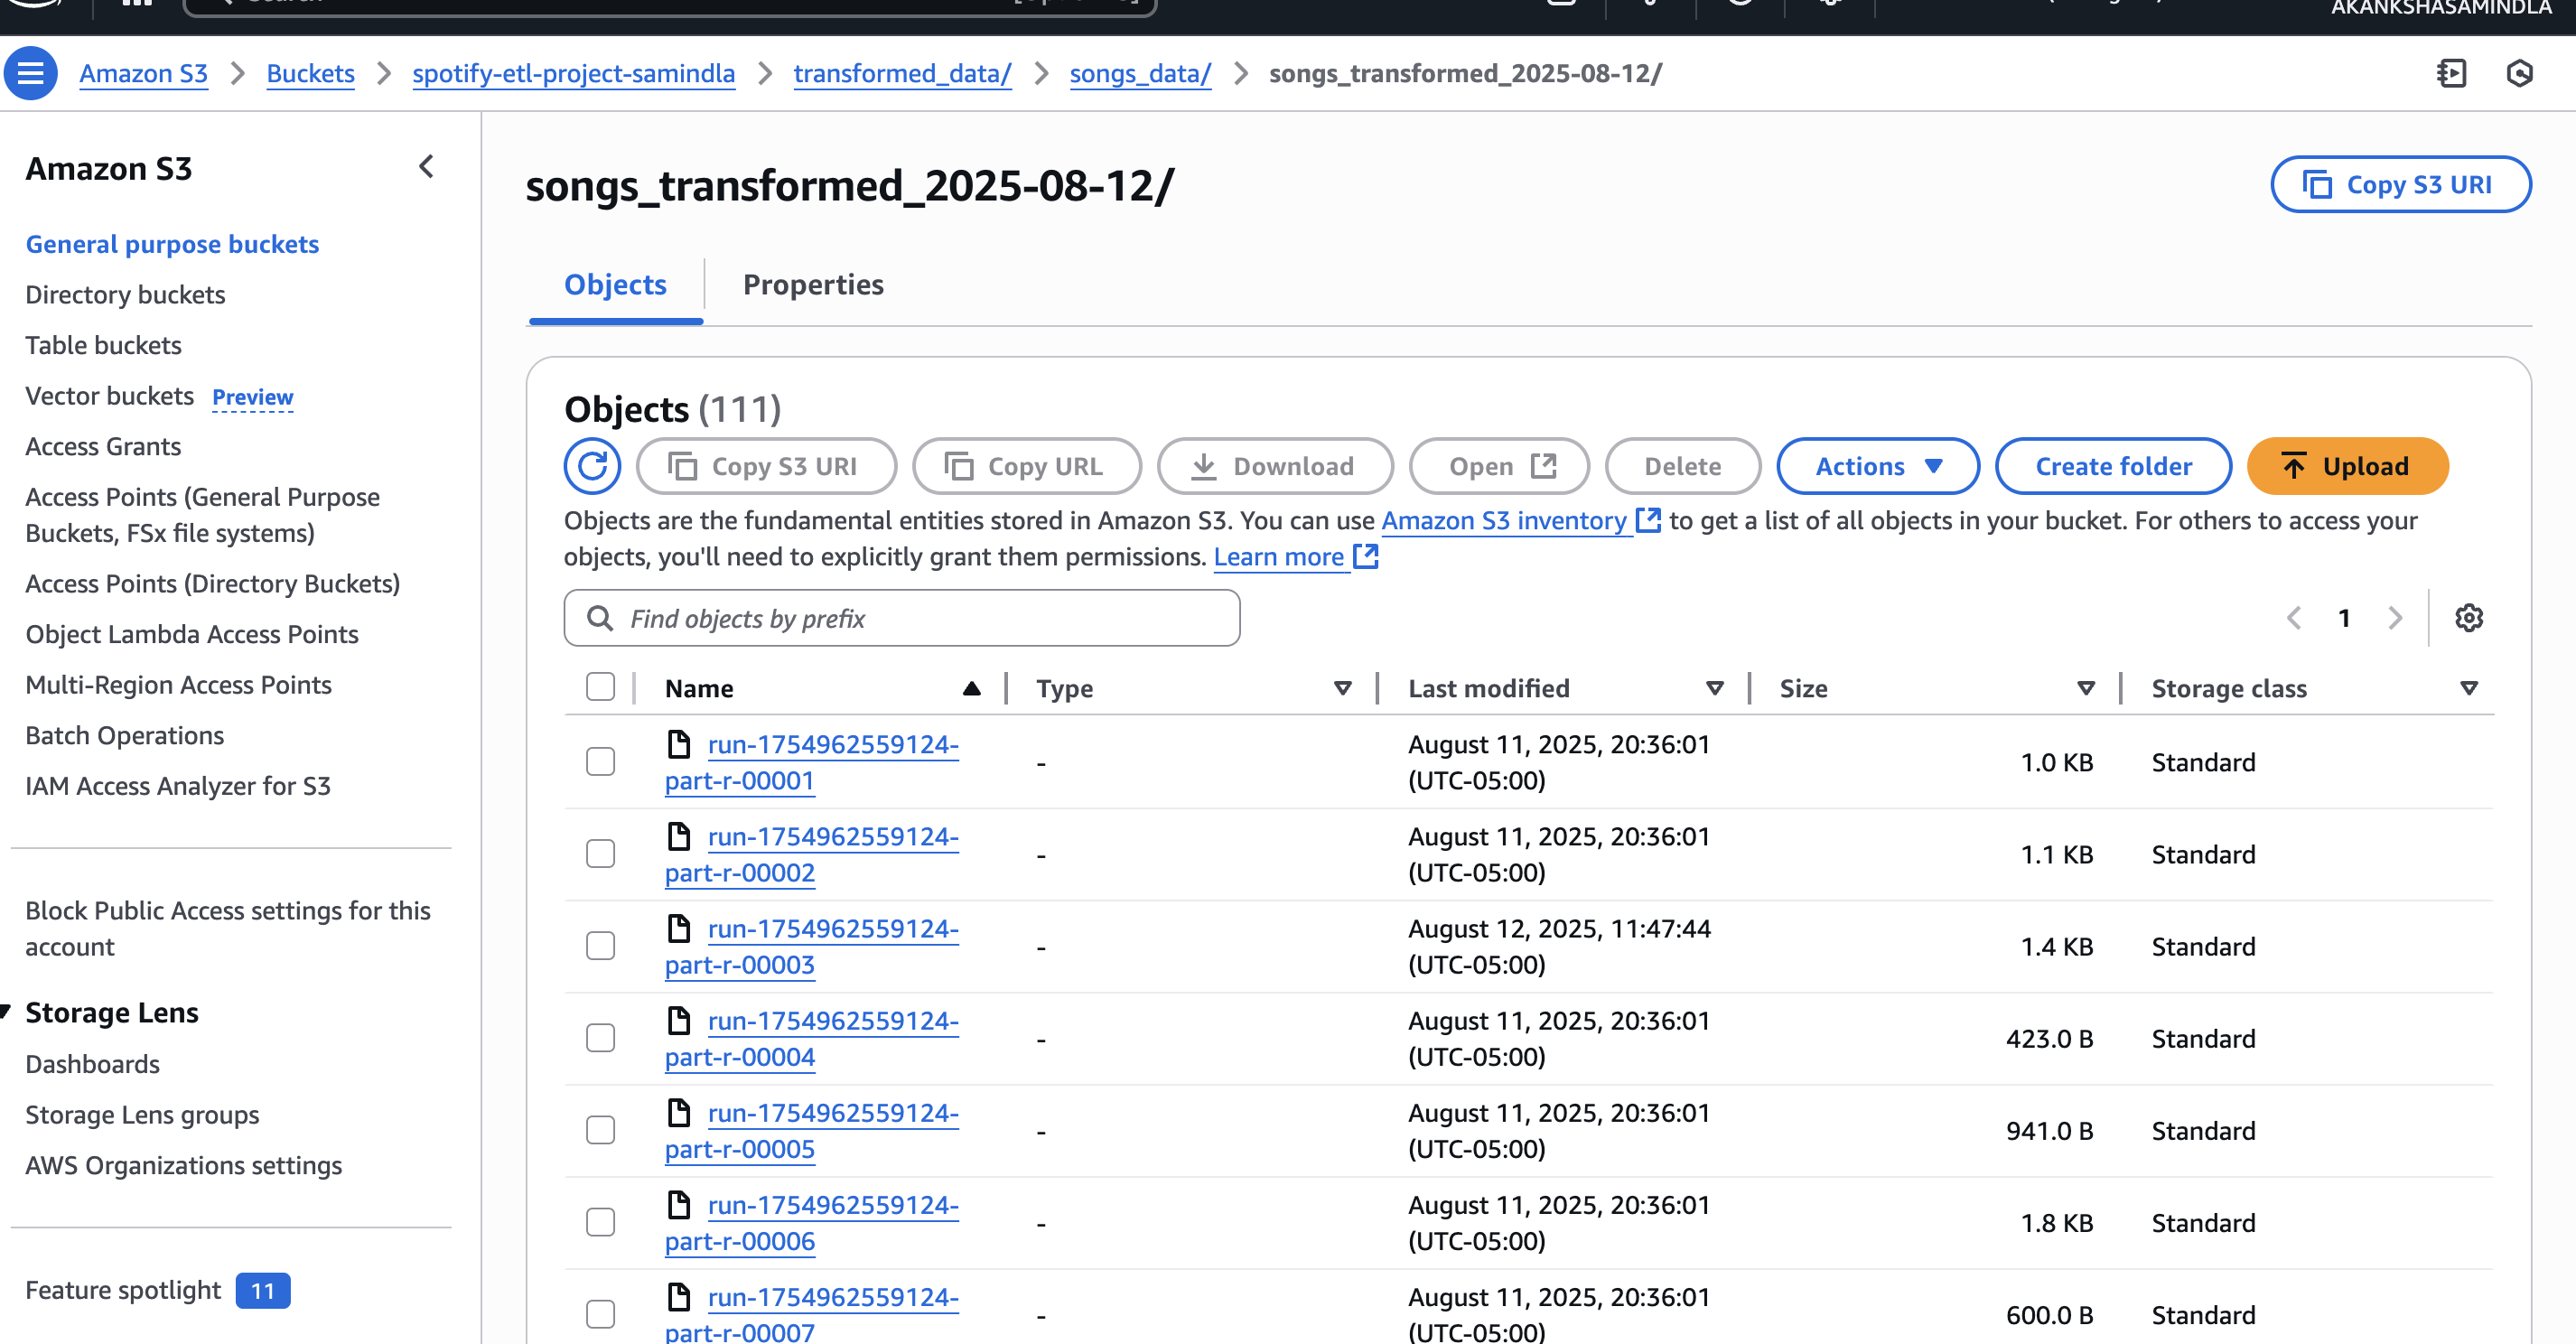 AKANKSHASAMINDLA
Amazon S3 > Buckets > spotify-etl-project-samindla > transformed_data/ > songs_data/ > songs_transformed_2025-08-12/
Amazon S3
General purpose buckets
Directory buckets
Table buckets
Vector buckets Preview
Access Grants
Access Points (General Purpose
Buckets, FSx file systems)
Access Points (Directory Buckets)
Object Lambda Access Points
Multi-Region Access Points
Batch Operations
IAM Access Analyzer for S3
Block Public Access settings for this
account
Storage Lens
Dashboards
Storage Lens groups
AWS Organizations settings
Feature spotlight 11
songs_transformed_2025-08-12/
Copy S3 URI
Objects Properties
Objects (111)
Copy S3 URI Copy URL Download Open Delete Actions Create folder Upload
Objects are the fundamental entities stored in Amazon S3. You can use Amazon S3 inventory to get a list of all objects in your bucket. For others to access your
objects, you'll need to explicitly grant them permissions. Learn more
Find objects by prefix
1
Name Type Last modified Size Storage class
run-1754962559124-
part-r-00001
-
August 11, 2025, 20:36:01
(UTC-05:00)
1.0 KB
Standard
run-1754962559124-
part-r-00002
-
August 11, 2025, 20:36:01
(UTC-05:00)
1.1 KB
Standard
run-1754962559124-
part-r-00003
-
August 12, 2025, 11:47:44
(UTC-05:00)
1.4 KB
Standard
run-1754962559124-
part-r-00004
-
August 11, 2025, 20:36:01
(UTC-05:00)
423.0 B
Standard
run-1754962559124-
part-r-00005
-
August 11, 2025, 20:36:01
(UTC-05:00)
941.0 B
Standard
run-1754962559124-
part-r-00006
-
August 11, 2025, 20:36:01
(UTC-05:00)
1.8 KB
Standard
run-1754962559124-
part-r-00007
-
August 11, 2025, 20:36:01
(UTC-05:00)
600.0 B
Standard